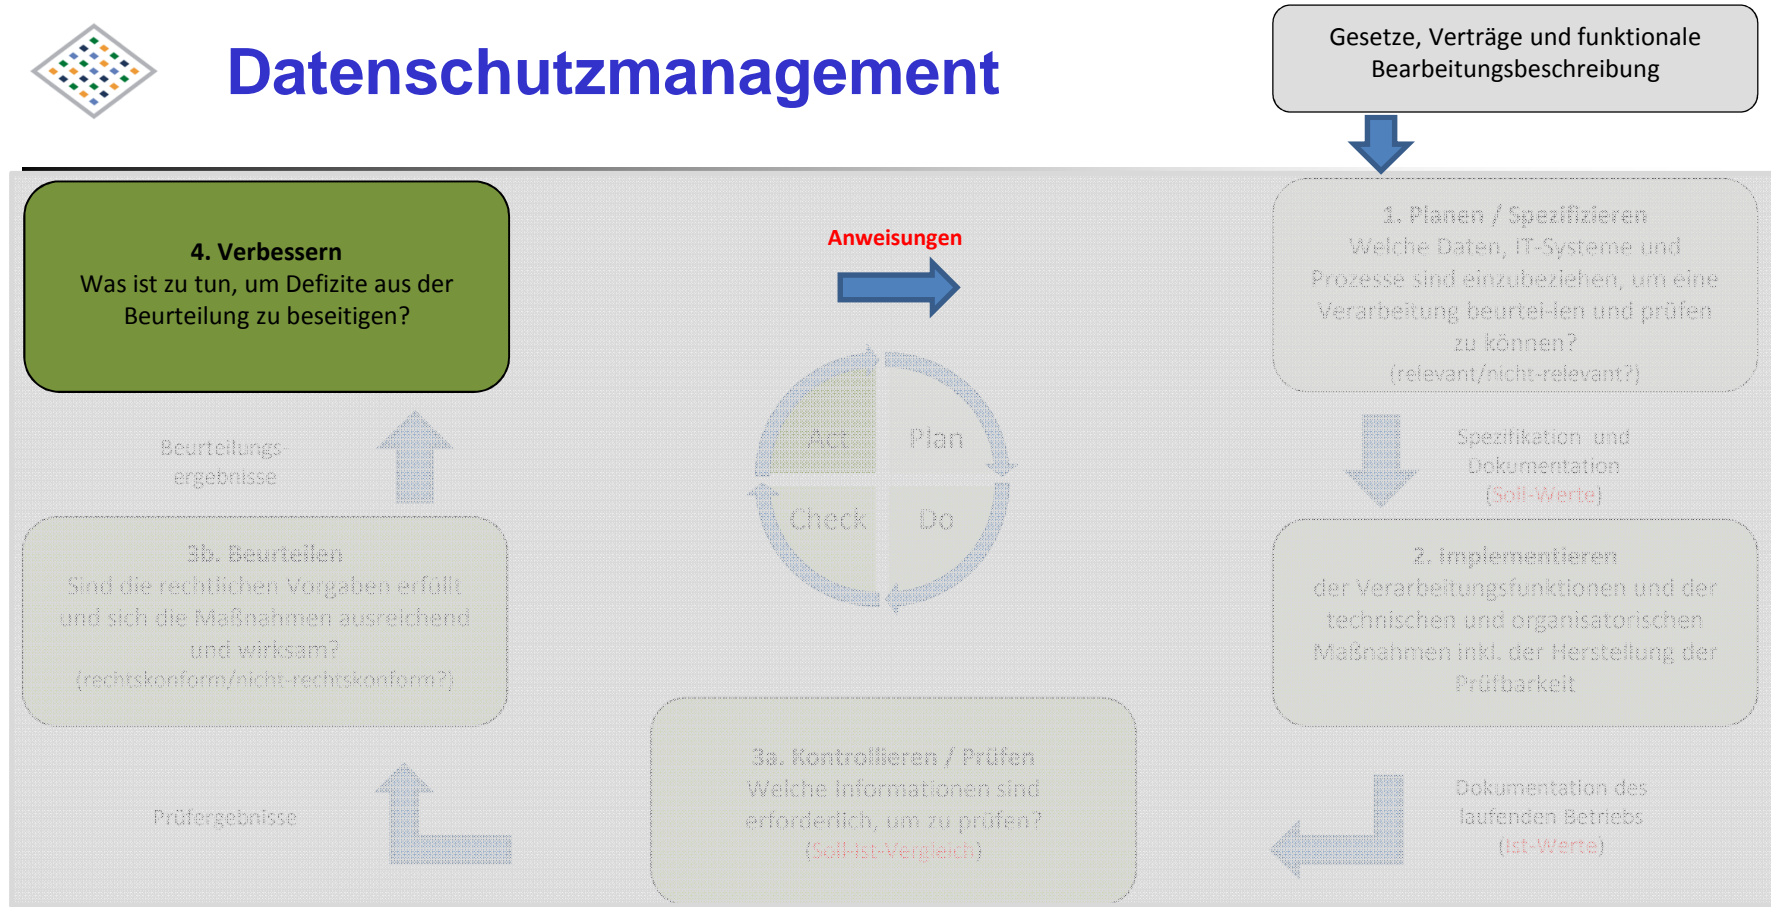 Datenschutzmanagement
Gesetze, Verträge und funktionale
Bearbeitungsbeschreibung
4. Verbessern
Was ist zu tun, um Defizite aus der
Beurteilung zu beseitigen?
Anweisungen
1. Planen / Spezifizieren
Welche Daten, IT-Systeme und
Prozesse sind einzubeziehen, um eine
Verarbeitung beurtei-len und prüfen
zu können?
(relevant/nicht-relevant?)
Beurteilungs-
ergebnisse
Act
Plan
Check
Do
Spezifikation und
Dokumentation
(Soll-Werte)
3b. Beurteilen
Sind die rechtlichen Vorgaben erfüllt
und sich die Maßnahmen ausreichend
und wirksam?
(rechtskonform/nicht-rechtskonform?)
2. Implementieren
der Verarbeitungsfunktionen und der
technischen und organisatorischen
Maßnahmen inkl. der Herstellung der
Prüfbarkeit
Prüfergebnisse
3a. Kontrollieren / Prüfen
Welche Informationen sind
erforderlich, um zu prüfen?
(Soll-Ist-Vergleich)
Dokumentation des
laufenden Betriebs
(Ist-Werte)